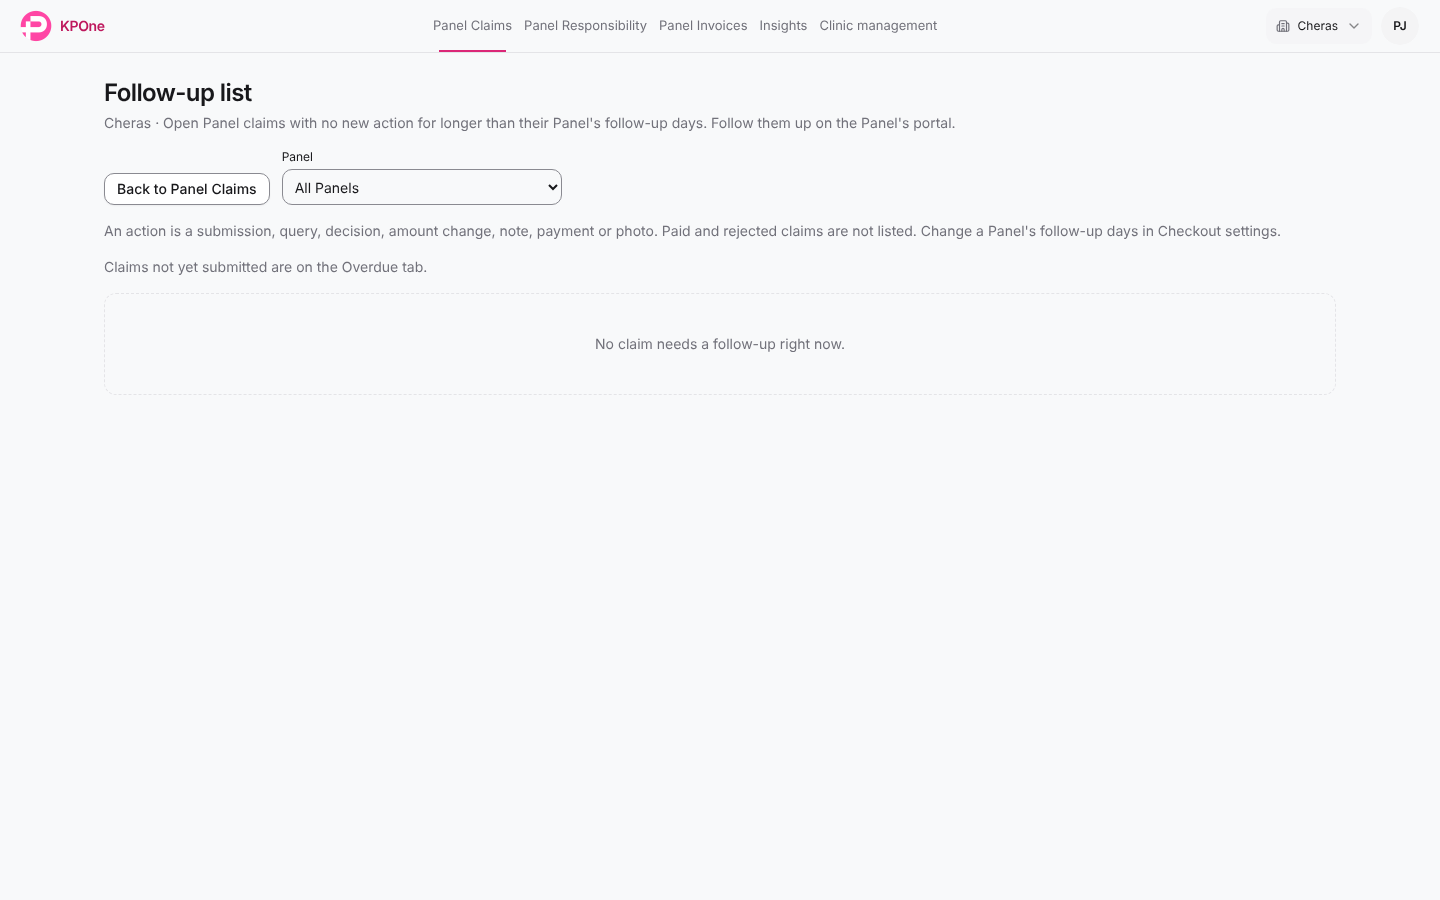 KPOne
Panel Claims
Panel Responsibility
Panel Invoices
Insights
Clinic management
Cheras
PJ
Follow-up list
Cheras · Open Panel claims with no new action for longer than their Panel's follow-up days. Follow them up on the Panel's portal.
Panel
Back to Panel Claims
All Panels
An action is a submission, query, decision, amount change, note, payment or photo. Paid and rejected claims are not listed. Change a Panel's follow-up days in Checkout settings.
Claims not yet submitted are on the Overdue tab.
No claim needs a follow-up right now.